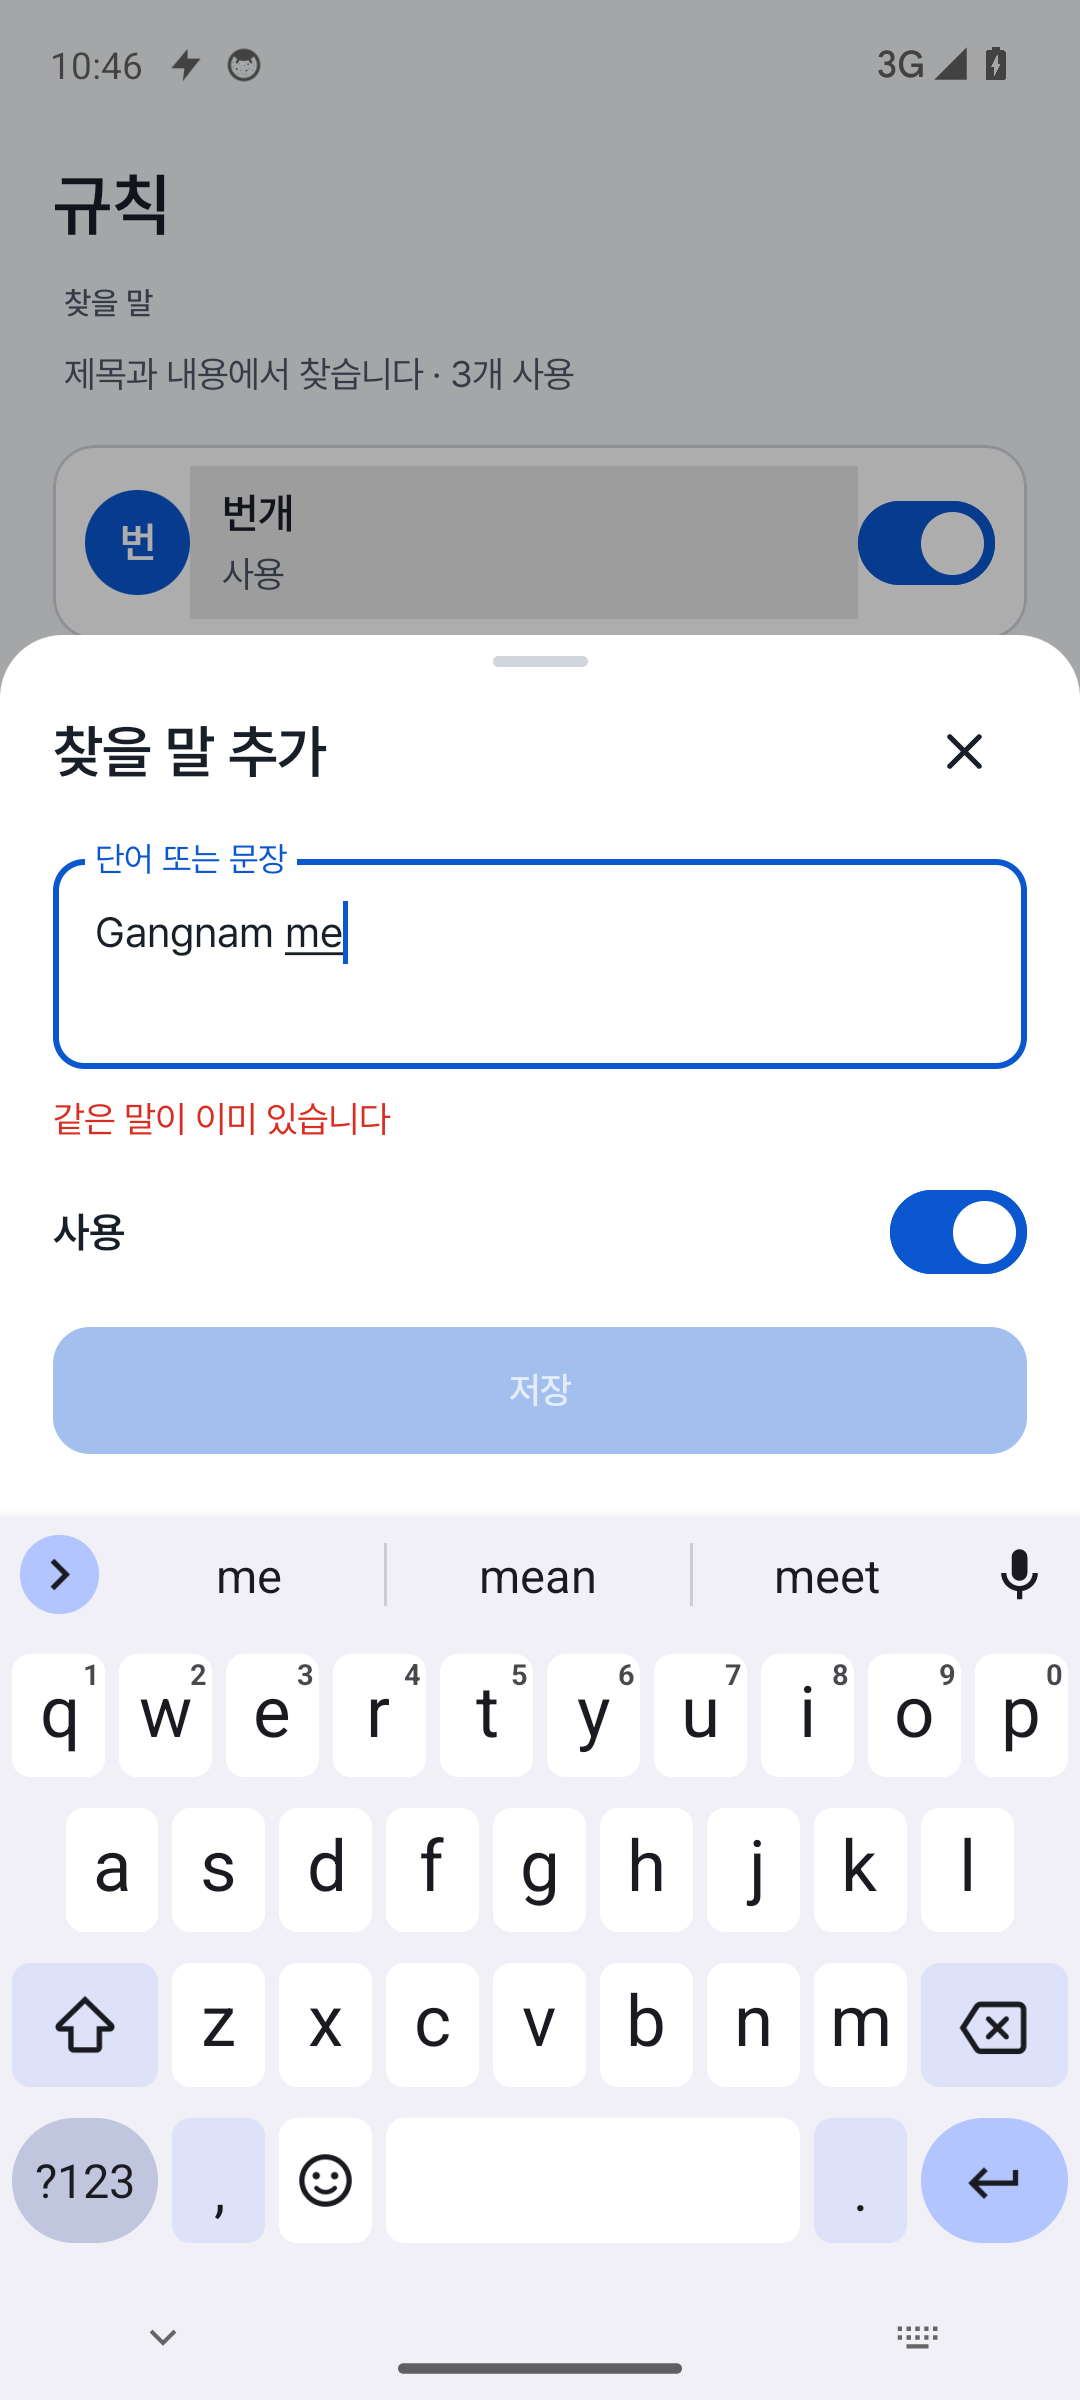 10:46
3G
규칙
찾을 말
제목과 내용에서 찾습니다 · 3개 사용
번
번개
사용
찾을 말 추가
단어 또는 문장
Gangnam me
같은 말이 이미 있습니다
사용
저장
me mean meet
q1 w2 e3 r4 t5 y6 u7 i8 o9 p0
a s d f g h j k l
z x c v b n m
?123 , .